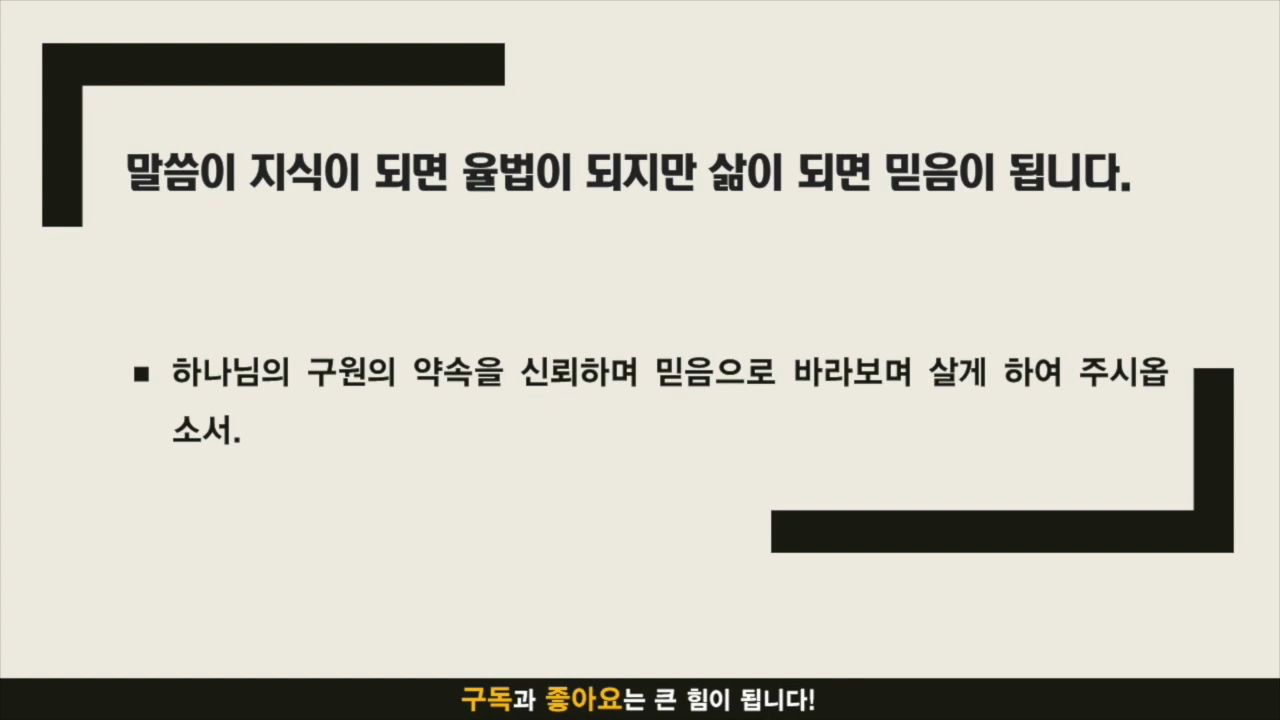 말씀이 지식이 되면 율법이 되지만 삶이 되면 믿음이 됩니다.
■ 하나님의 구원의 약속을 신뢰하며 믿음으로 바라보며 살게 하여 주시옵
소서.
구독과 좋아요는 큰 힘이 됩니다!